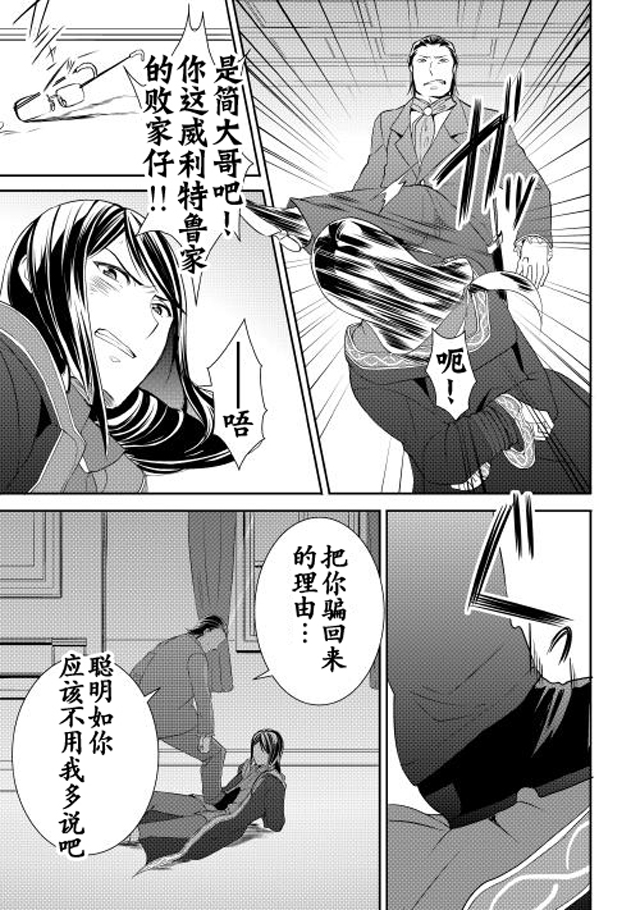 呃！
是简大哥吧！
你这威利特鲁家
的败家仔！！
——唔
把你骗回来
的理由…
聪明如你
应该不用我多说吧